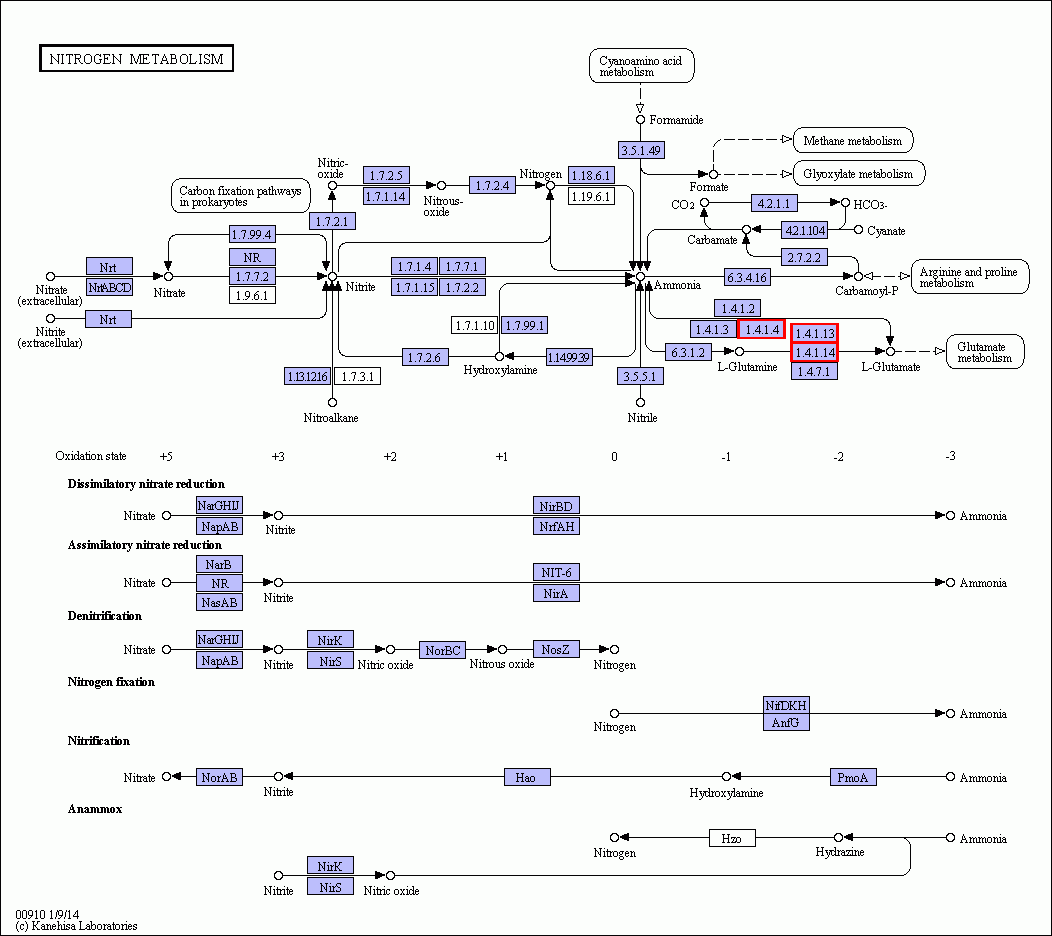 NITROGEN METABOLISM
Cyanoamino acid
metabolism
Formamide
3.5.1.49
Methane metabolism
Glyoxylate metabolism
Formate
Nitric-
oxide
Carbon fixation pathways
in prokaryotes
1.7.2.5
1.7.1.14
Nitrous-
oxide
1.7.2.4
Nitrogen
1.18.6.1
1.19.6.1
1.7.2.1
CO2
4.2.1.1
HCO3-
Carbamate
4.2.1.104
Cyanate
2.7.2.2
1.7.99.4
Nrt
NrtABCD
Nitrate
(extracellular)
Nitrate
NR
1.7.7.2
1.9.6.1
Nitrite
1.7.1.4
1.7.7.1
1.7.1.15
1.7.2.2
Ammonia
6.3.4.16
Carbamoyl-P
Arginine and proline
metabolism
Nrt
Nitrite
(extracellular)
1.7.1.10
1.7.99.1
1.4.1.2
1.4.1.3
1.4.1.4
1.4.1.13
1.4.1.14
1.4.7.1
1.7.2.6
Hydroxylamine
1.14.99.39
6.3.1.2
L-Glutamine
L-Glutamate
Glutamate
metabolism
1.13.12.16
1.7.3.1
3.5.5.1
Nitroalkane
Nitrile
Oxidation state +5 +3 +2 +1 0 -1 -2 -3
Dissimilatory nitrate reduction
NarGHIJ
NapAB
NirBD
NrfAH
Nitrate Nitrite Ammonia
Assimilatory nitrate reduction
NarB
NR
NasAB
NIT-6
NirA
Nitrate Nitrite Ammonia
Denitrification
NarGHIJ
NapAB
NirK
NirS
NorBC
NosZ
Nitrate Nitrite Nitric oxide Nitrous oxide Nitrogen
Nitrogen fixation
NifDKH
AnfG
Nitrogen Ammonia
Nitrification
Nitrate NorAB Hao PmoA Ammonia
Nitrite Hydroxylamine
Anammox
Hzo Ammonia
Nitrogen Hydrazine
NirK
NirS
Nitrite Nitric oxide
00910 1/9/14
(c) Kanehisa Laboratories